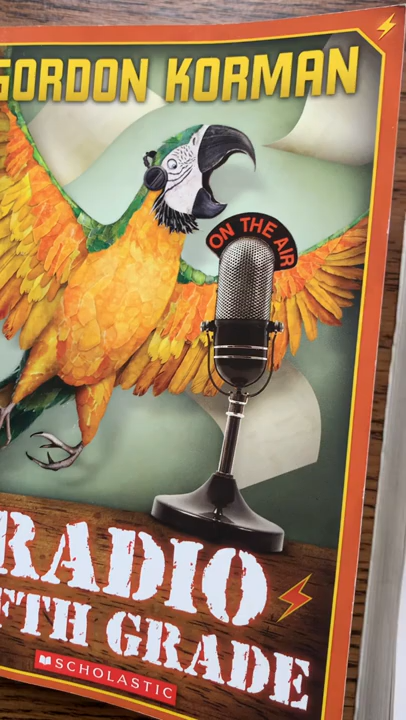 GORDON KORMAN
ON THE AIR
RADIO
FTH GRADE
SCHOLASTIC